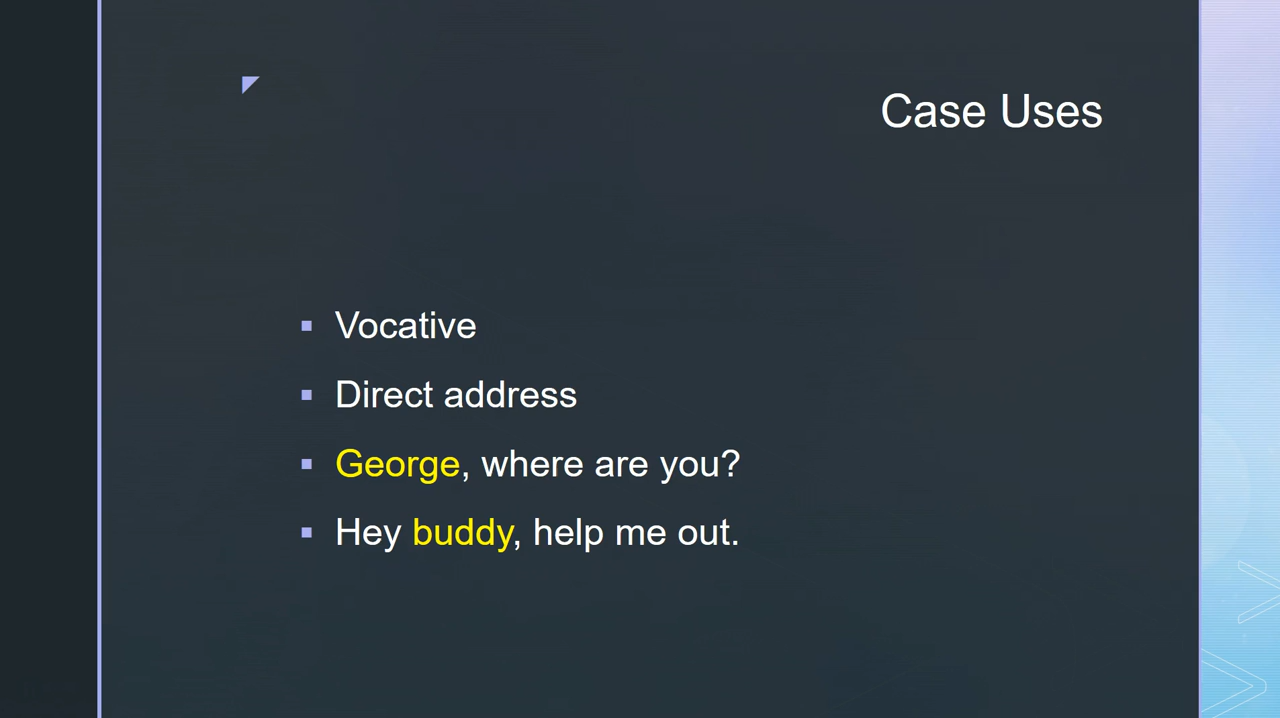 Case Uses
Vocative
Direct address
George, where are you?
Hey buddy, help me out.